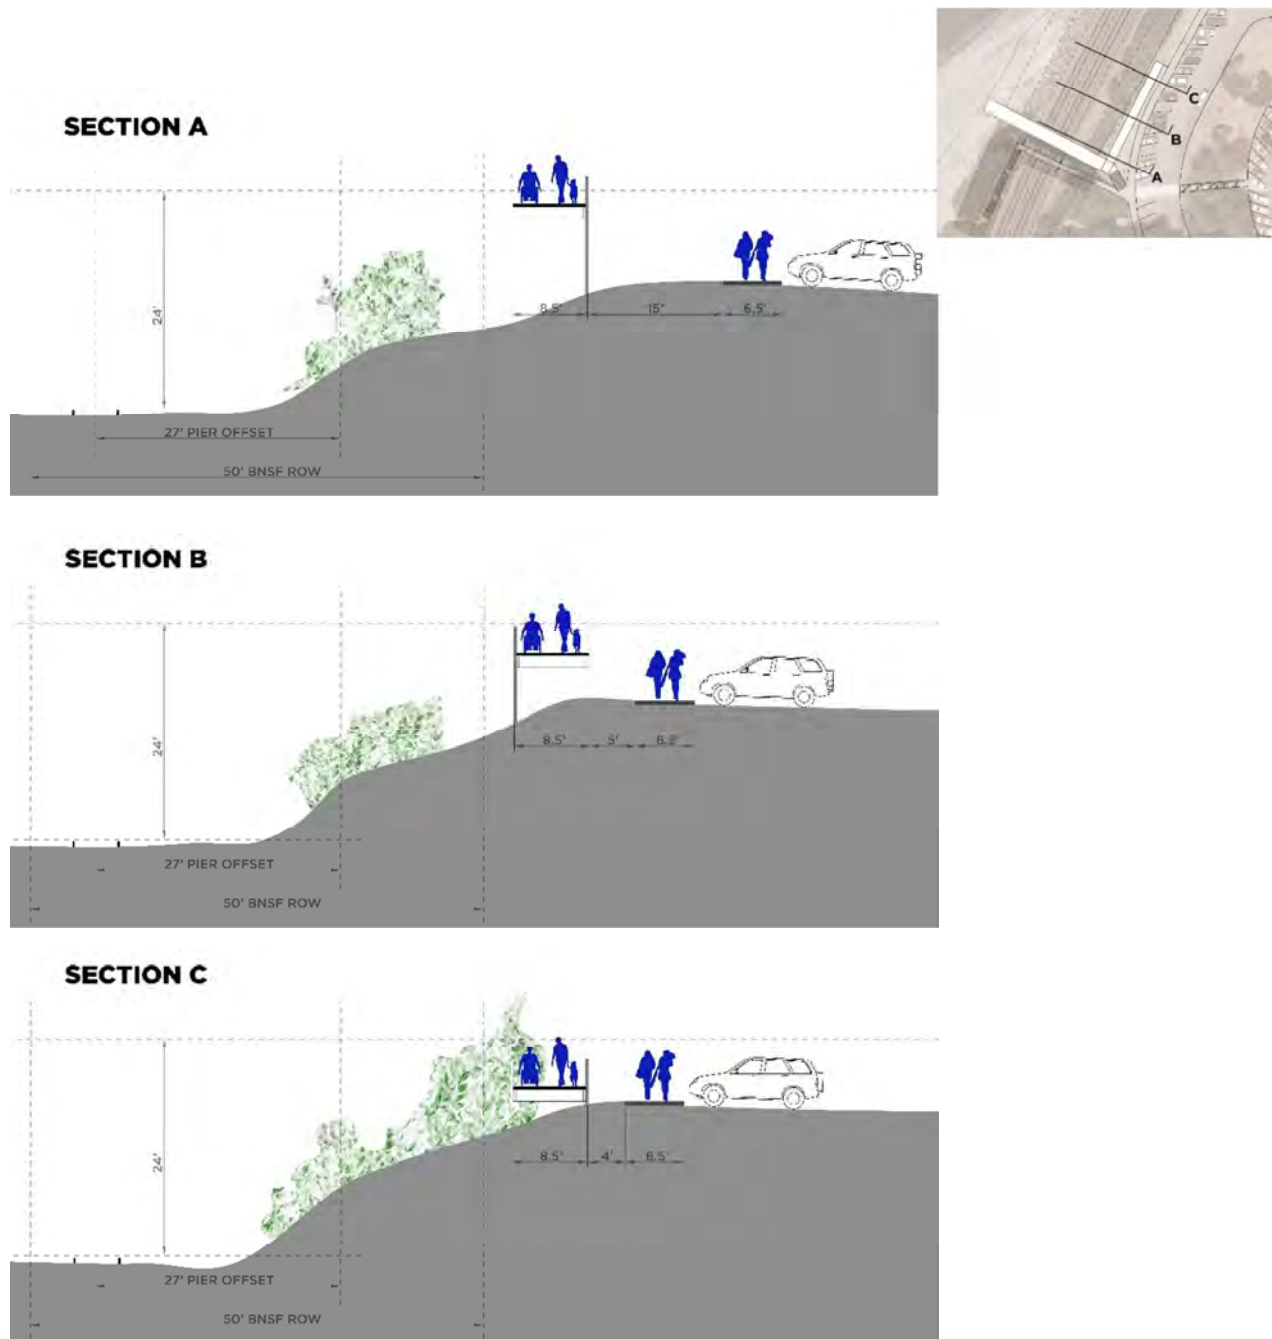 SECTION A
C
B
A
24'
8.5' 15' 6.5'
27' PIER OFFSET
50' BNSF ROW
SECTION B
24'
8.5' 5' 6.5'
27' PIER OFFSET
50' BNSF ROW
SECTION C
24'
8.5' 4' 6.5'
27' PIER OFFSET
50' BNSF ROW